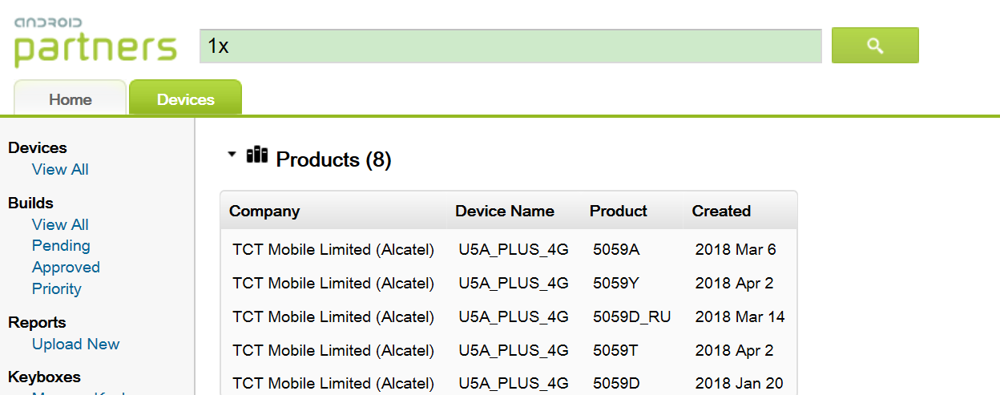 ANDROID
partners
1x
Home
Devices
Devices
View All
Builds
View All
Pending
Approved
Priority
Reports
Upload New
Keyboxes
Products (8)
Company Device Name Product Created
TCT Mobile Limited (Alcatel) U5A_PLUS_4G 5059A 2018 Mar 6
TCT Mobile Limited (Alcatel) U5A_PLUS_4G 5059Y 2018 Apr 2
TCT Mobile Limited (Alcatel) U5A_PLUS_4G 5059D_RU 2018 Mar 14
TCT Mobile Limited (Alcatel) U5A_PLUS_4G 5059T 2018 Apr 2
TCT Mobile Limited (Alcatel) U5A_PLUS_4G 5059D 2018 Jan 20